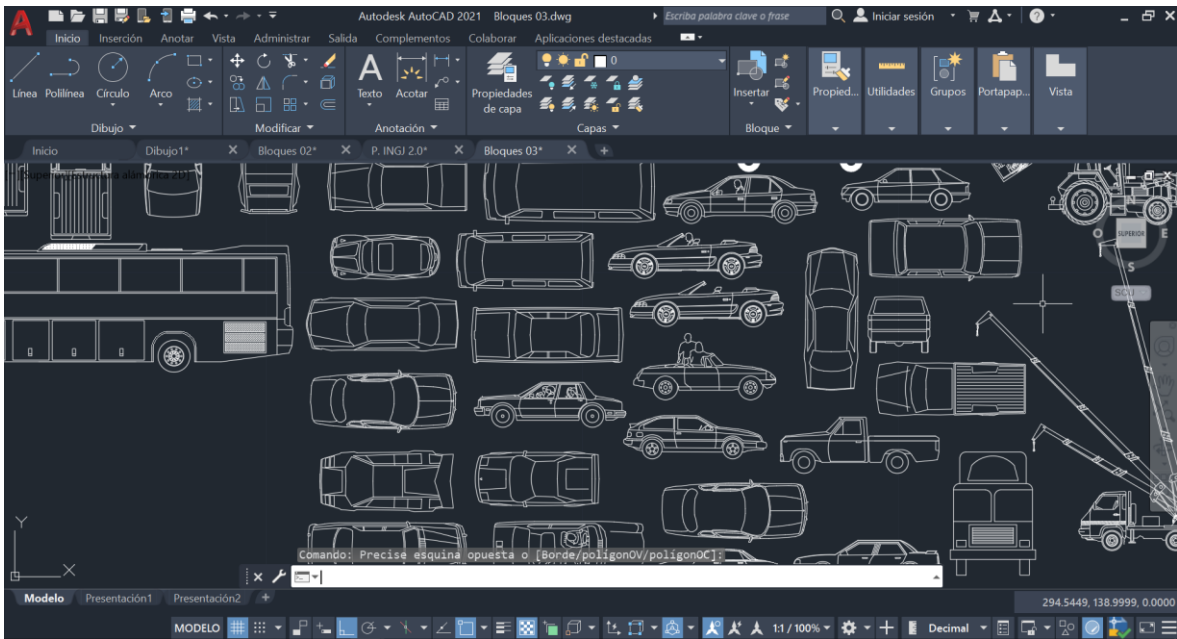 Autodesk AutoCAD 2021 Bloques 03.dwg Escriba palabra clave o frase Iniciar sesión
Inicio Inserción Anotar Vista Administrar Salida Complementos Colaborar Aplicaciones destacadas
0
Línea Polilínea Círculo Arco Texto Acotar Propiedades de capa Insertar Propied... Utilidades Grupos Portapap... Vista
Dibujo Modificar Anotación Capas Bloque
Inicio Dibujo1* Bloques 02* P. INGJ 2.0* Bloques 03*
N
O SUPERIOR E
S
SCU
Y
X
Comando: Precise esquina opuesta o [Borde/polígonOV/polígonOC]:
Modelo Presentación1 Presentación2 +
294.5449, 138.9999, 0.0000
MODELO 1:1 / 100% Decimal